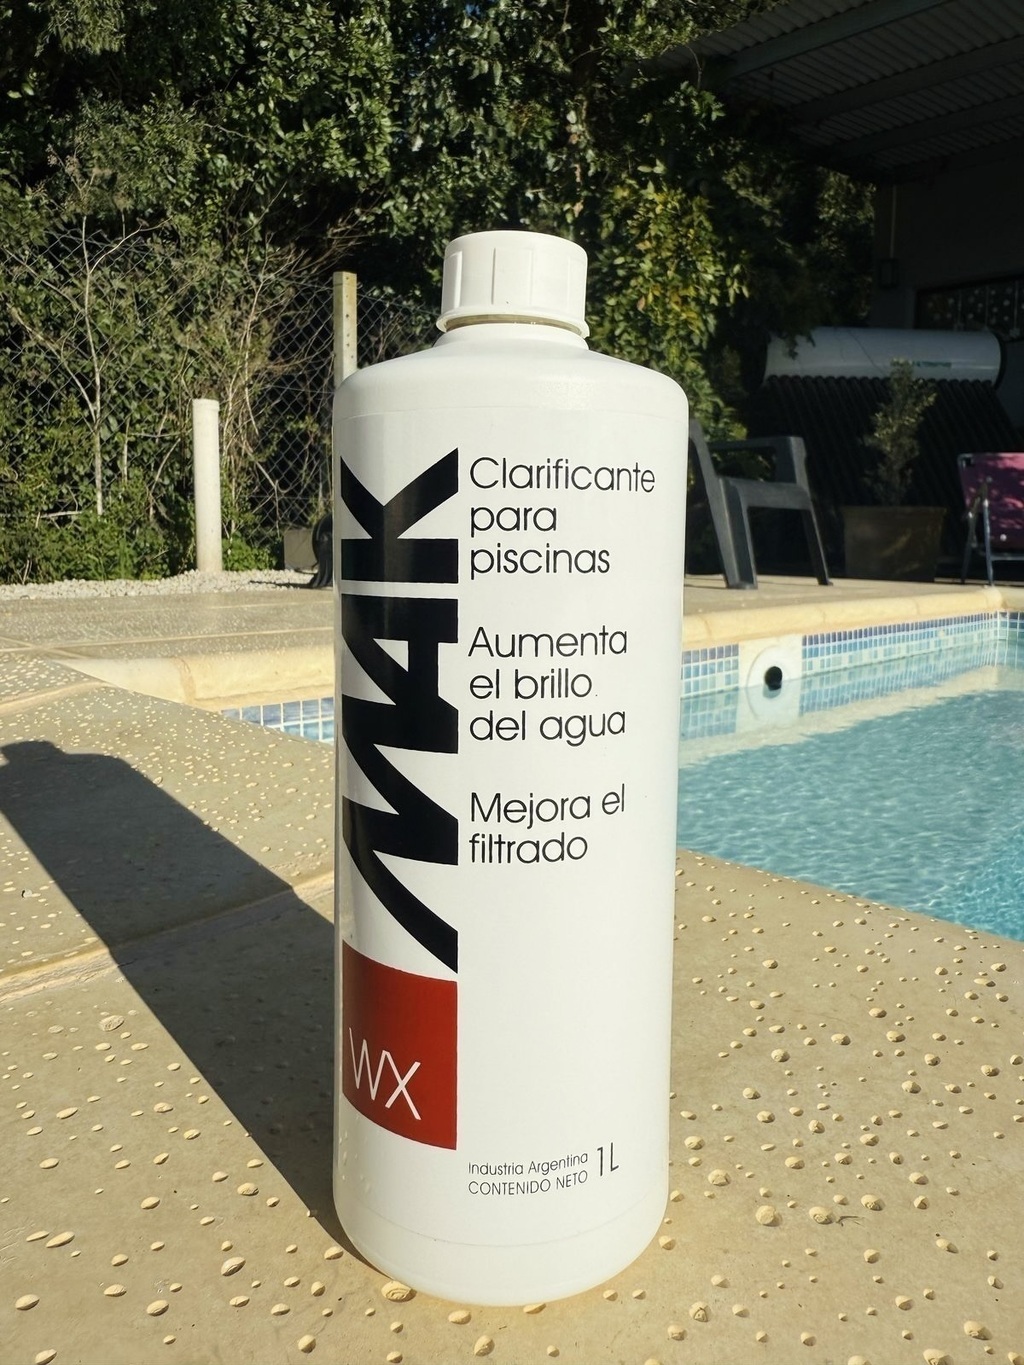 MAK
WX
Clarificante
para
piscinas
Aumenta
el brillo
del agua
Mejora el
filtrado
Industria Argentina
CONTENIDO NETO 1L